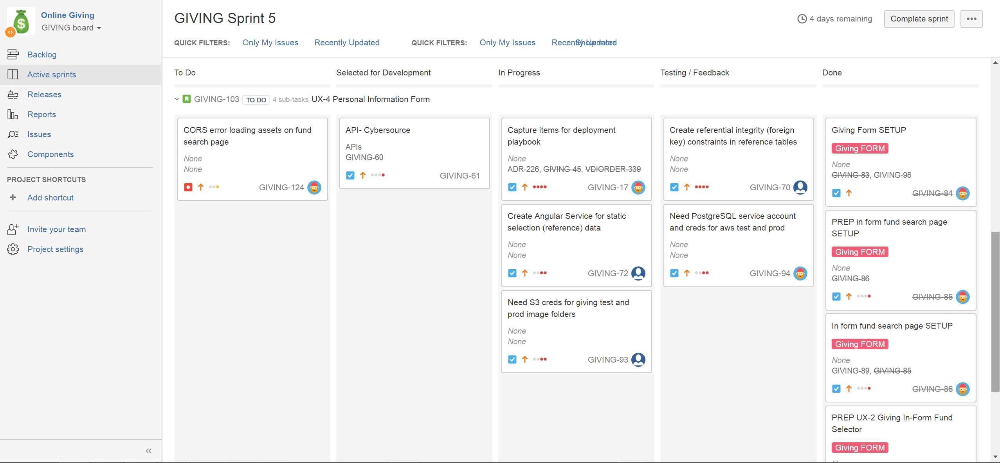 Online Giving
GIVING board
Backlog
Active sprints
Releases
Reports
Issues
Components
PROJECT SHORTCUTS
Add shortcut
Invite your team
Project settings
GIVING Sprint 5
4 days remaining
Complete sprint
QUICK FILTERS: Only My Issues Recently Updated QUICK FILTERS: Only My Issues Recently Updated Show more
To Do
Selected for Development
In Progress
Testing / Feedback
Done
GIVING-103 TO DO 4 sub-tasks UX-4 Personal Information Form
CORS error loading assets on fund
search page
None
None
GIVING-124
API- Cybersource
APIs
GIVING-60
GIVING-61
Capture items for deployment
playbook
None
ADR-226, GIVING-45, VDIORDER-339
GIVING-17
Create Angular Service for static
selection (reference) data
None
None
GIVING-72
Need S3 creds for giving test and
prod image folders
None
None
GIVING-93
Create referential integrity (foreign
key) constraints in reference tables
None
None
GIVING-70
Need PostgreSQL service account
and creds for aws test and prod
None
None
GIVING-94
Giving Form SETUP
Giving FORM
None
GIVING-83, GIVING-96
GIVING-84
PREP in form fund search page
SETUP
Giving FORM
None
GIVING-86
GIVING-85
In form fund search page SETUP
Giving FORM
None
GIVING-89, GIVING-85
GIVING-86
PREP UX-2 Giving In-Form Fund
Selector
Giving FORM